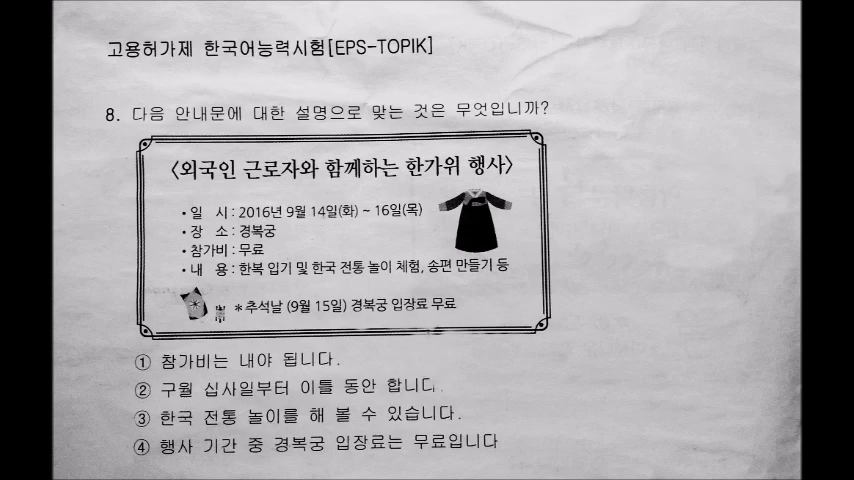 고용허가제 한국어능력시험[EPS-TOPIK]
8. 다음 안내문에 대한 설명으로 맞는 것은 무엇입니까?
<외국인 근로자와 함께하는 한가위 행사>
• 일 시 : 2016년 9월 14일(화) ~ 16일(목)
• 장 소 : 경복궁
• 참가비 : 무료
• 내 용 : 한복 입기 및 한국 전통 놀이 체험, 송편 만들기 등
* 추석날 (9월 15일) 경복궁 입장료 무료
① 참가비는 내야 됩니다.
② 구월 십사일부터 이틀 동안 합니다.
③ 한국 전통 놀이를 해 볼 수 있습니다.
④ 행사 기간 중 경복궁 입장료는 무료입니다